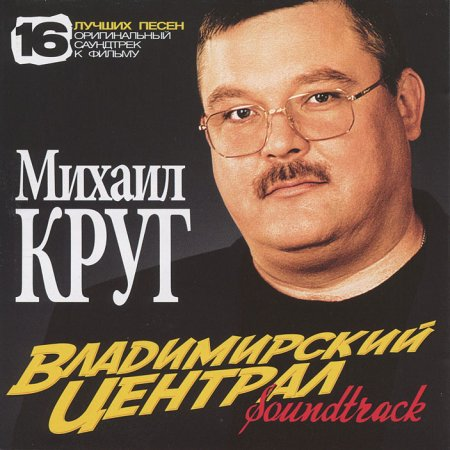 16
ЛУЧШИХ ПЕСЕН
ОРИГИНАЛЬНЫЙ
САУНДТРЕК
К ФИЛЬМУ
Михаил
КРУГ
ВЛАДИМИРСКИЙ
ЦЕНТРАЛ
Soundtrack